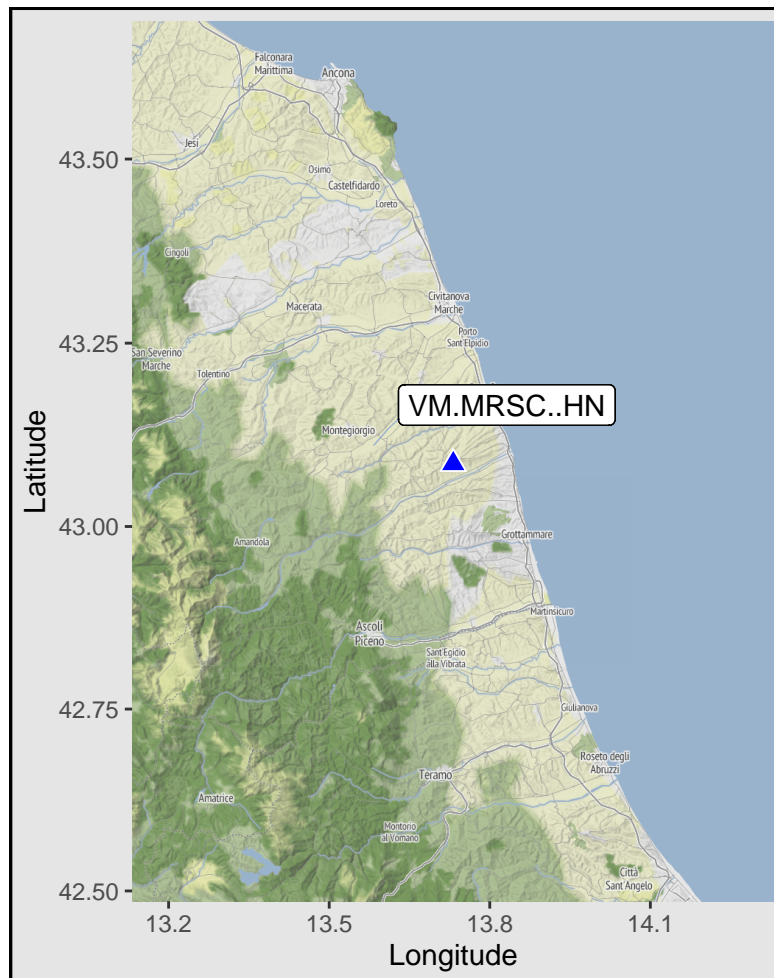 Falconara
Marittima
Ancona
43.50
Jesi
Osimo
Castelfidardo
Loreto
Cingoli
Civitanova
Marche
Macerata
Porto
Sant'Elpidio
43.25
San Severino
Marche
Tolentino
VM.MRSC..HN
Montegiorgio
Latitude
43.00
Grottammare
Amandola
Martinsicuro
Ascoli
Piceno
Sant'Egidio
alla Vibrata
42.75
Giulianova
Roseto degli
Abruzzi
Teramo
Amatrice
Montorio
al Vomano
Città
Sant'Angelo
42.50
13.2
13.5
13.8
14.1
Longitude